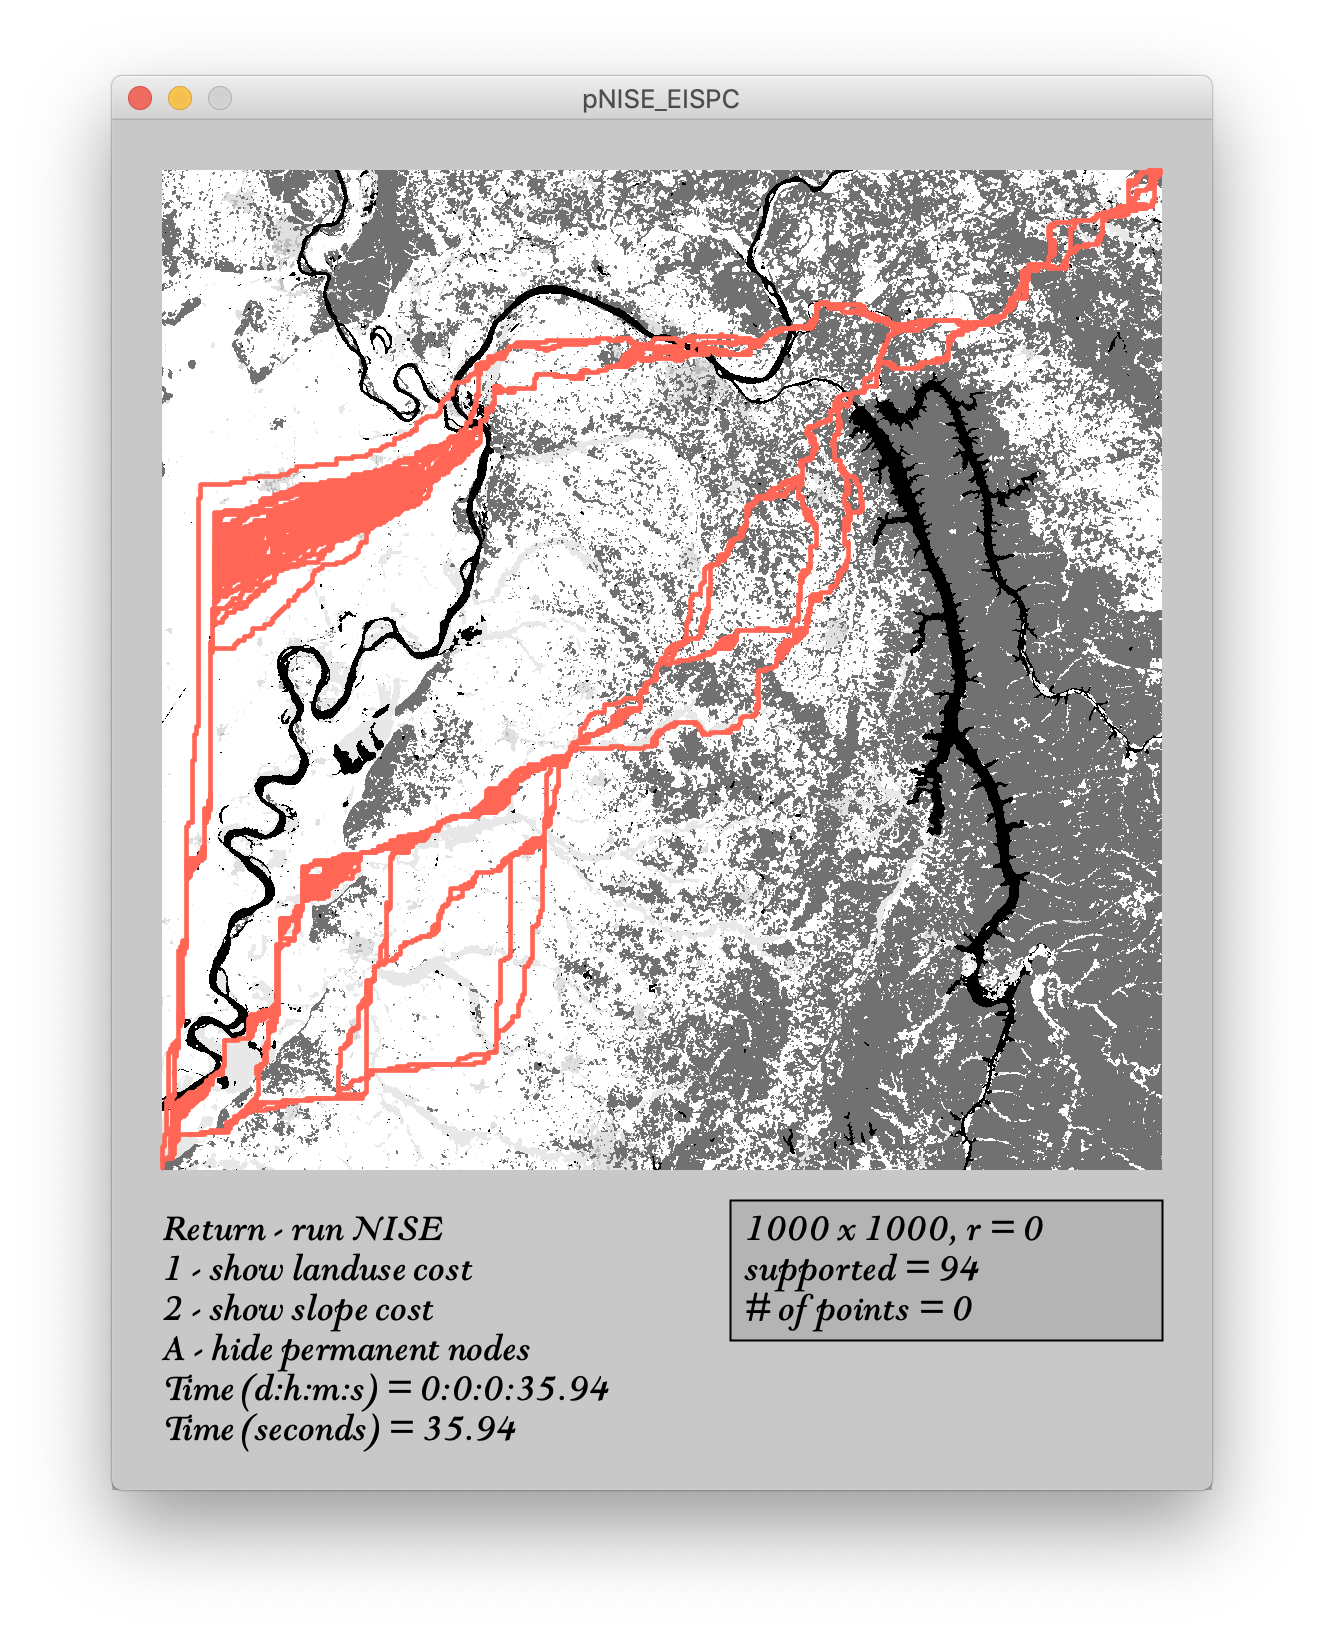 pNISE_EISPC
Return - run NISE
1 - show landuse cost
2 - show slope cost
A - hide permanent nodes
Time (d:h:m:s) = 0:0:0:35.94
Time (seconds) = 35.94
1000 x 1000, r = 0
supported = 94
# of points = 0